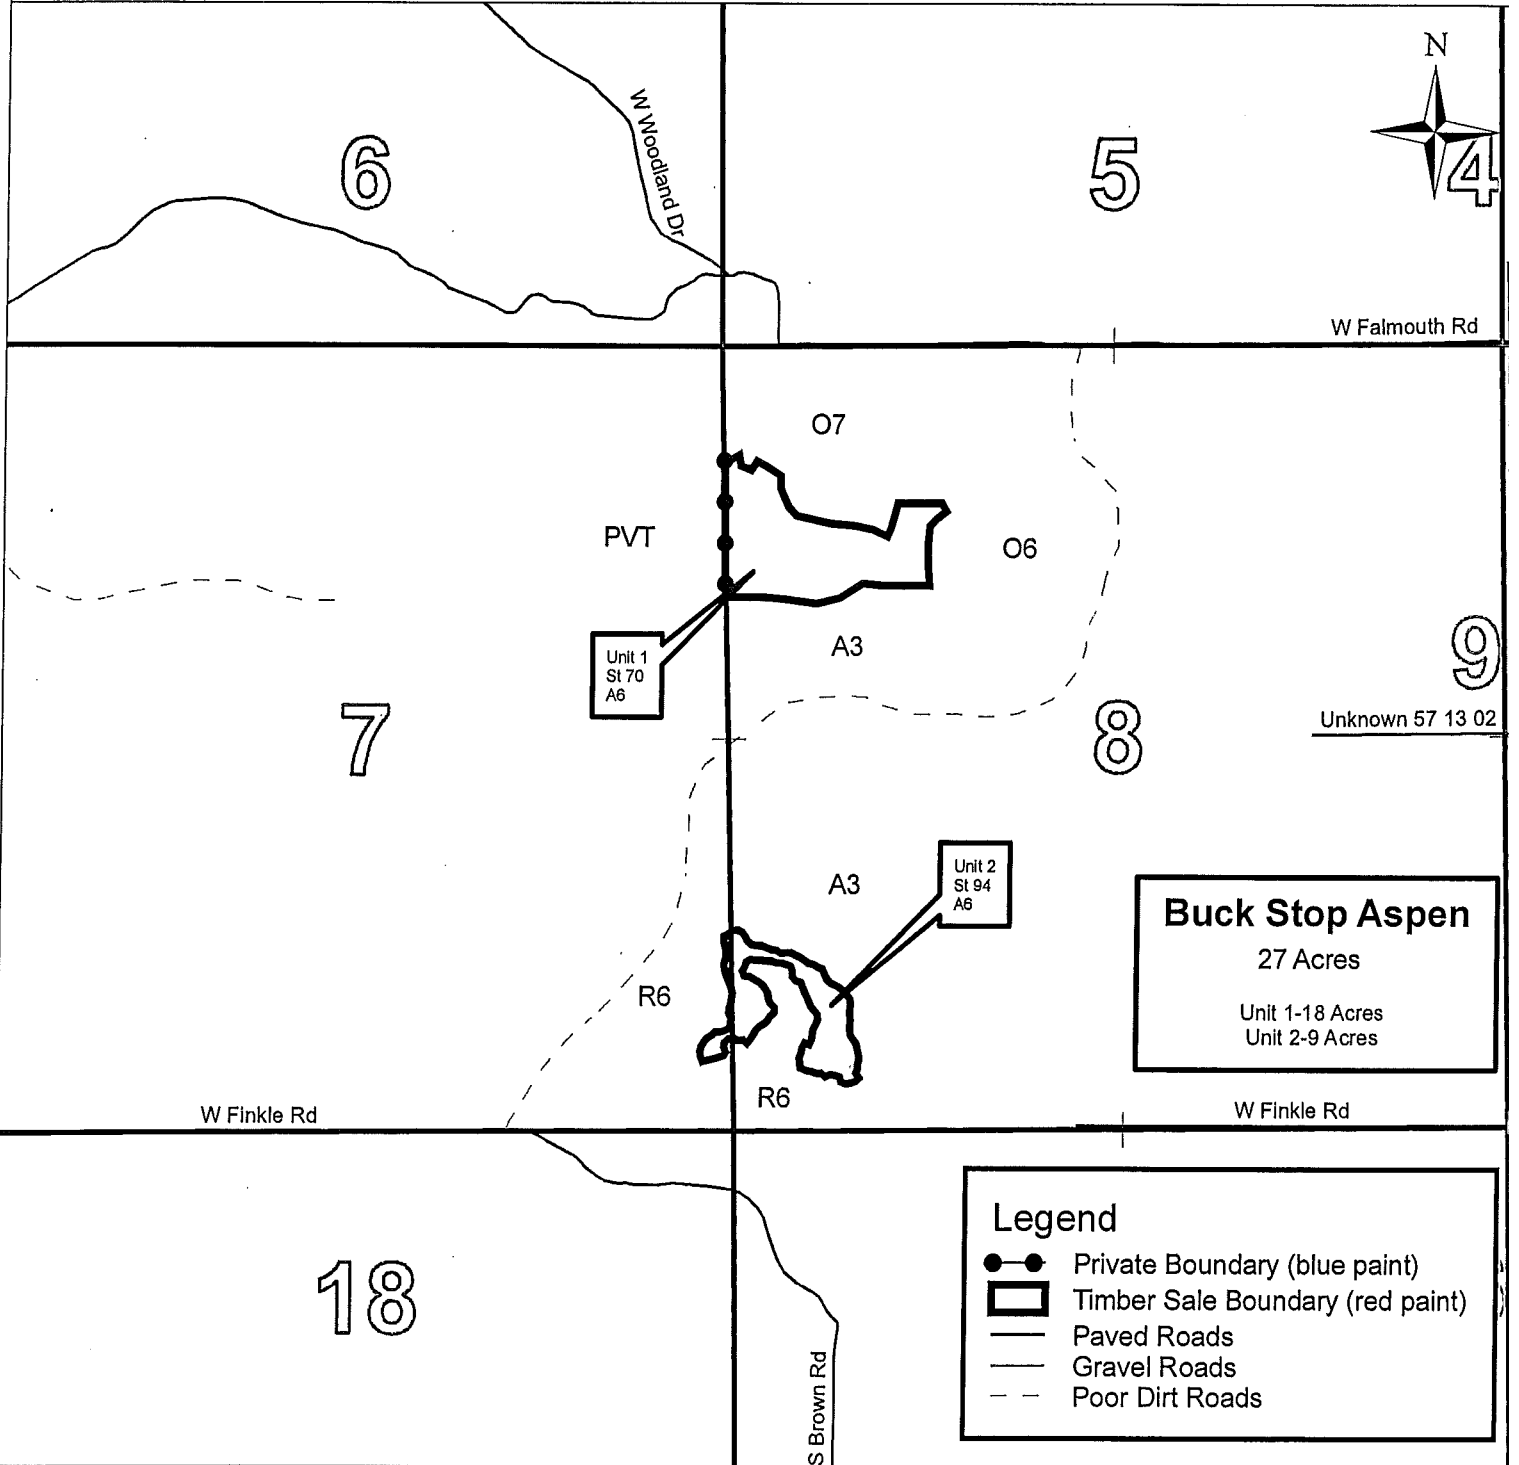 N
6
W Woodland Dr
5
4
W Falmouth Rd
O7
PVT
O6
A3
Unit 1
St 70
A6
9
7
8
Unknown 57 13 02
A3
Unit 2
St 94
A6
Buck Stop Aspen
27 Acres
Unit 1-18 Acres
Unit 2-9 Acres
R6
R6
W Finkle Rd
W Finkle Rd
18
S Brown Rd
Legend
Private Boundary (blue paint)
Timber Sale Boundary (red paint)
Paved Roads
Gravel Roads
Poor Dirt Roads